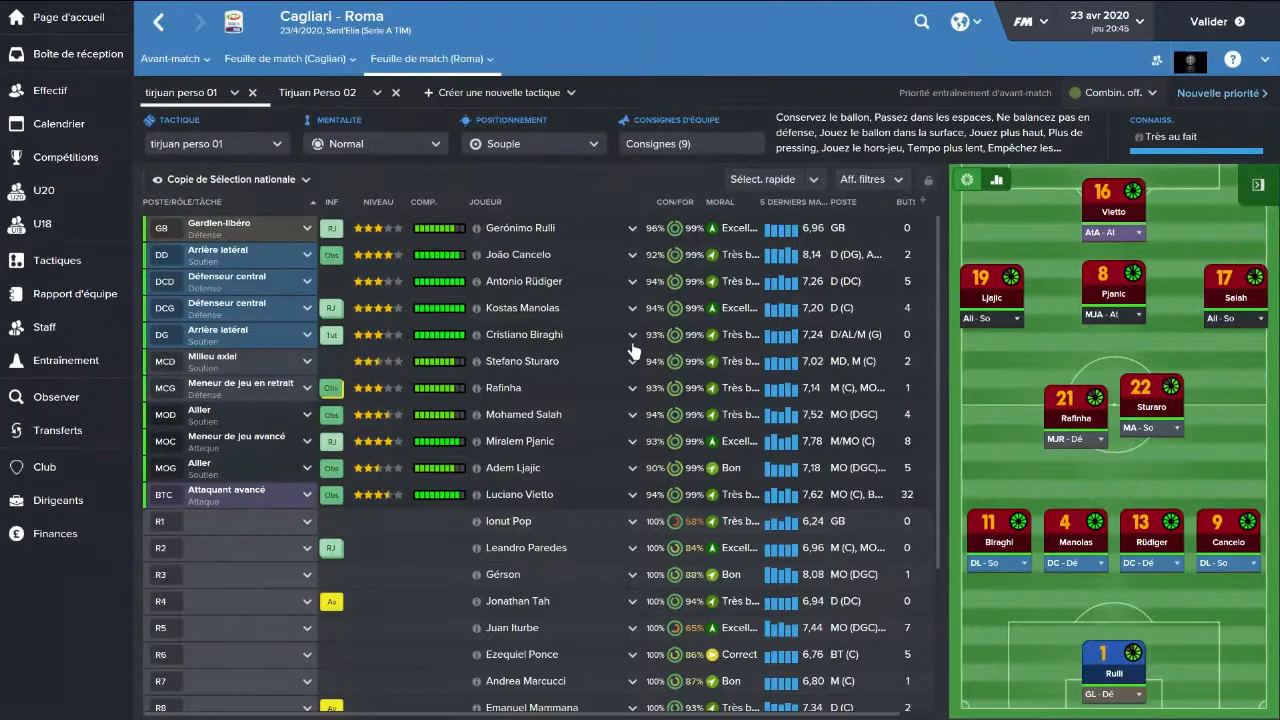 Page d'accueil
Boîte de réception
Effectif
Calendrier
Compétitions
U20
U20
U18
U18
Tactiques
Rapport d'équipe
Staff
Entraînement
Observer
Transferts
Club
Dirigeants
Finances
Cagliari - Roma
23/4/2020, Sant'Elia (Serie A TIM)
FM
23 avr 2020
jeu 20:45
Valider
Avant-match
Feuille de match (Cagliari)
Feuille de match (Roma)
tirjuan perso 01
Tirjuan Perso 02
Créer une nouvelle tactique
Priorité entraînement d'avant-match
Combin. off.
Nouvelle priorité
TACTIQUE
MENTALITÉ
POSITIONNEMENT
CONSIGNES D'ÉQUIPE
tirjuan perso 01
Normal
Souple
Consignes (9)
Conservez le ballon, Passez dans les espaces, Ne balancez pas en
défense, Jouez le ballon dans la surface, Jouez plus haut, Plus de
pressing, Jouez le hors-jeu, Tempo plus lent, Empêchez les...
CONNAISS.
Très au fait
Copie de Sélection nationale
Sélect. rapide
Aff. filtres
POSTE/RÔLE/TÂCHE INF NIVEAU COMP. JOUEUR CON/FOR MORAL 5 DERNIERS MA... POSTE BUTS
GB Gardien-libéro Défense RJ Gerónimo Rulli 96% 99% Excell... 6,96 GB 0
DD Arrière latéral Soutien Obs João Cancelo 92% 99% Très b... 8,14 D (DG), A... 2
DCD Défenseur central Défense Antonio Rüdiger 94% 99% Très b... 7,26 D (DC) 5
DCG Défenseur central Défense RJ Kostas Manolas 94% 99% Excell... 7,20 D (C) 4
DG Arrière latéral Soutien Tut Cristiano Biraghi 93% 99% Très b... 7,24 D/AL/M (G) 0
MCD Milieu axial Soutien Stefano Sturaro 94% 99% Très b... 7,02 MD, M (C) 2
MCG Meneur de jeu en retrait Défense Obs Rafinha 93% 99% Très b... 7,14 M (C), MO... 1
MOD Ailier Soutien Obs Mohamed Salah 94% 99% Très b... 7,52 MO (DGC) 4
MOC Meneur de jeu avancé Attaque RJ Miralem Pjanic 93% 99% Excell... 7,78 M/MO (C) 8
MOG Ailier Soutien Obs Adem Ljajic 90% 99% Bon 7,18 MO (DGC)... 5
BTC Attaquant avancé Attaque Obs Luciano Vietto 94% 99% Très b... 7,62 MO (C), B... 32
R1 Ionut Pop 100% 58% Très b... 6,24 GB 0
R2 RJ Leandro Paredes 100% 84% Excell... 6,96 M (C), MO... 0
R3 Gérson 100% 88% Bon 8,08 MO (DGC) 1
R4 Av Jonathan Tah 100% 94% Très b... 6,94 D (DC) 0
R5 Juan Iturbe 100% 65% Excell... 7,44 MO (DGC)... 7
R6 Ezequiel Ponce 100% 86% Correct 6,76 BT (C) 5
R7 Andrea Marcucci 100% 87% Bon 6,80 M (C) 1
R8 Av Emanuel Mammana 100% 93% Très b... 7,34 D (C) 2
16
Vietto
AtA - At
19
Ljajic
Ail - So
8
Pjanic
MJA - At
17
Salah
Ail - So
21
Rafinha
MJR - Dé
22
Sturaro
MA - So
11
Biraghi
DL - So
4
Manolas
DC - Dé
13
Rüdiger
DC - Dé
9
Cancelo
DL - So
1
Rulli
GL - Dé